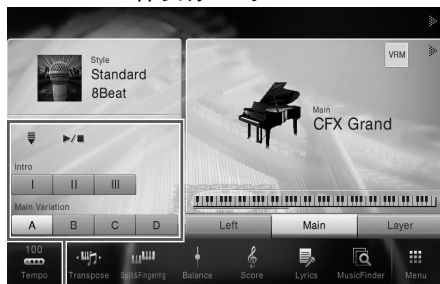 Style
Standard
8Beat
VRM
Main
CFX Grand
Intro
I II III
Main Variation
A B C D
Left Main Layer
100
Tempo Transpose Split&Fingering Balance Score Lyrics MusicFinder Menu